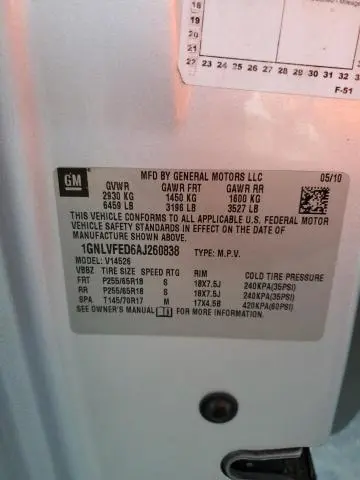 18
19
20
21
22
23 24 25 26 27 28 29 30 31 32
F-51
GM
MFD BY GENERAL MOTORS LLC 05/10
GVWR GAWR FRT GAWR RR
2930 KG 1450 KG 1600 KG
6459 LB 3196 LB 3527 LB
THIS VEHICLE CONFORMS TO ALL APPLICABLE U.S. FEDERAL MOTOR
VEHICLE SAFETY STANDARDS IN EFFECT ON THE DATE OF
MANUFACTURE SHOWN ABOVE.
1GNLVFED6AJ260838 TYPE: M.P.V.
MODEL: V14526
VBBZ TIRE SIZE SPEED RTG RIM COLD TIRE PRESSURE
FRT P255/65R18 S 18X7.5J 240KPA(35PSI)
RR P255/65R18 S 18X7.5J 240KPA(35PSI)
SPA T145/70R17 M 17X4.5B 420KPA(60PSI)
SEE OWNER'S MANUAL FOR MORE INFORMATION.